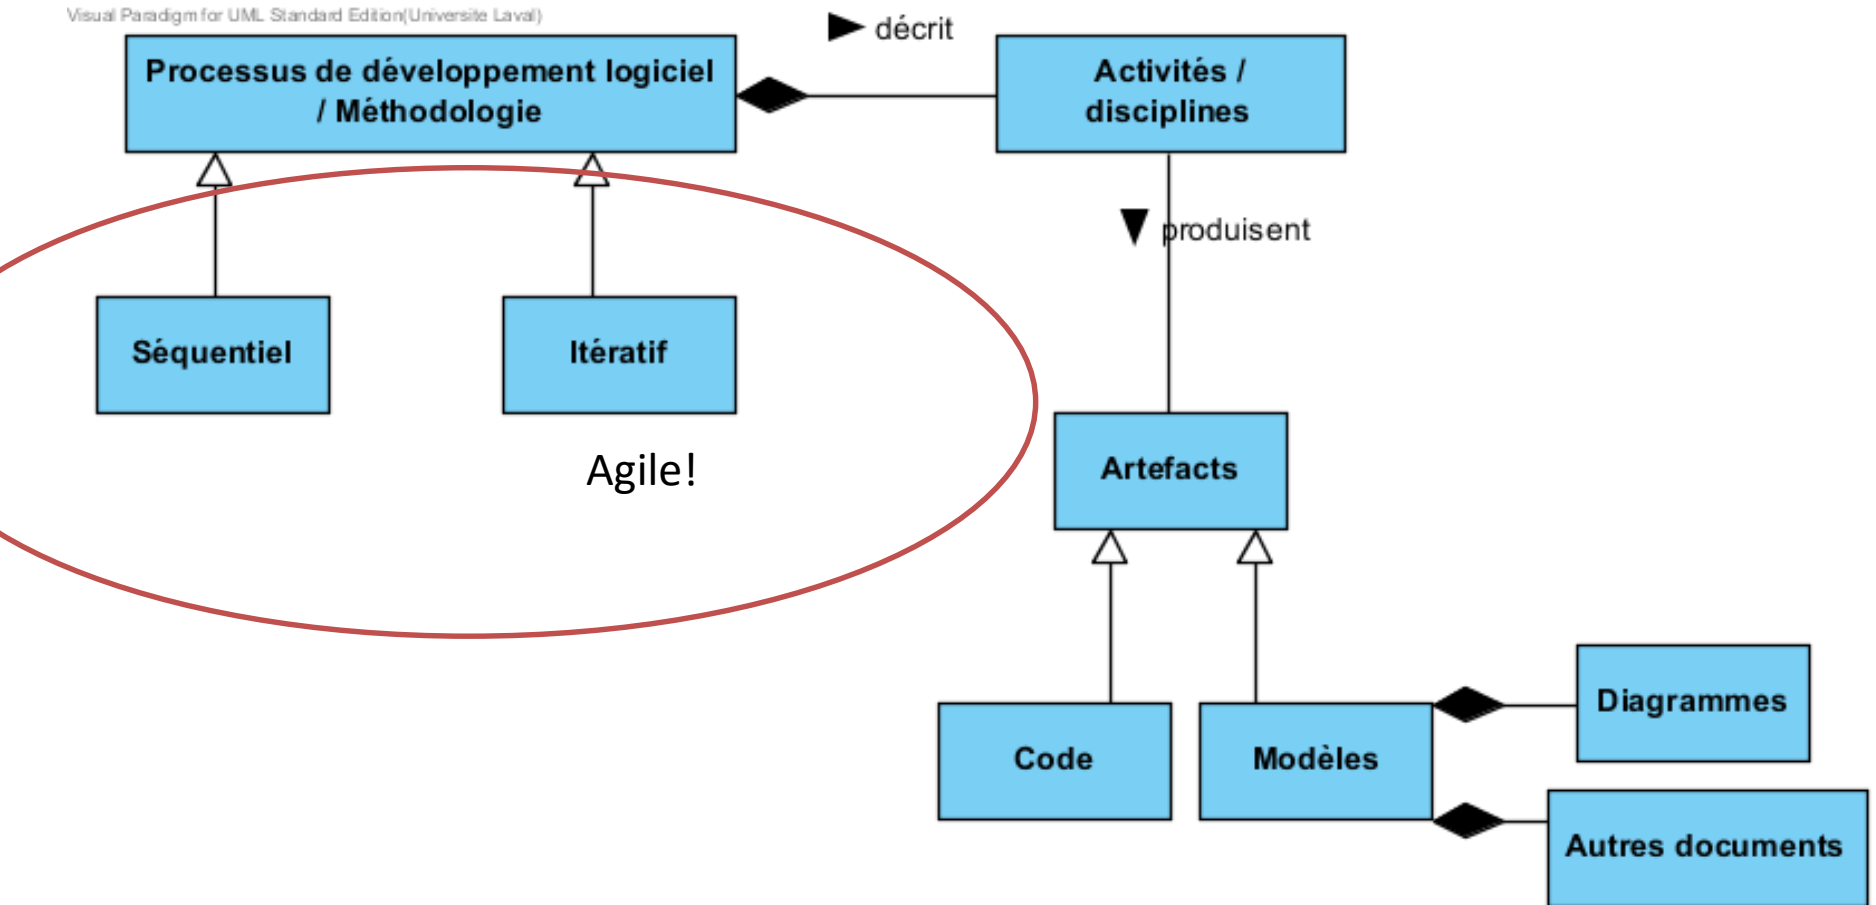 Visual Paradigm for UML Standard Edition(Universite Laval)
décrit
Processus de développement logiciel
/ Méthodologie
Activités /
disciplines
produisent
Séquentiel
Itératif
Agile!
Artefacts
Code
Modèles
Diagrammes
Autres documents